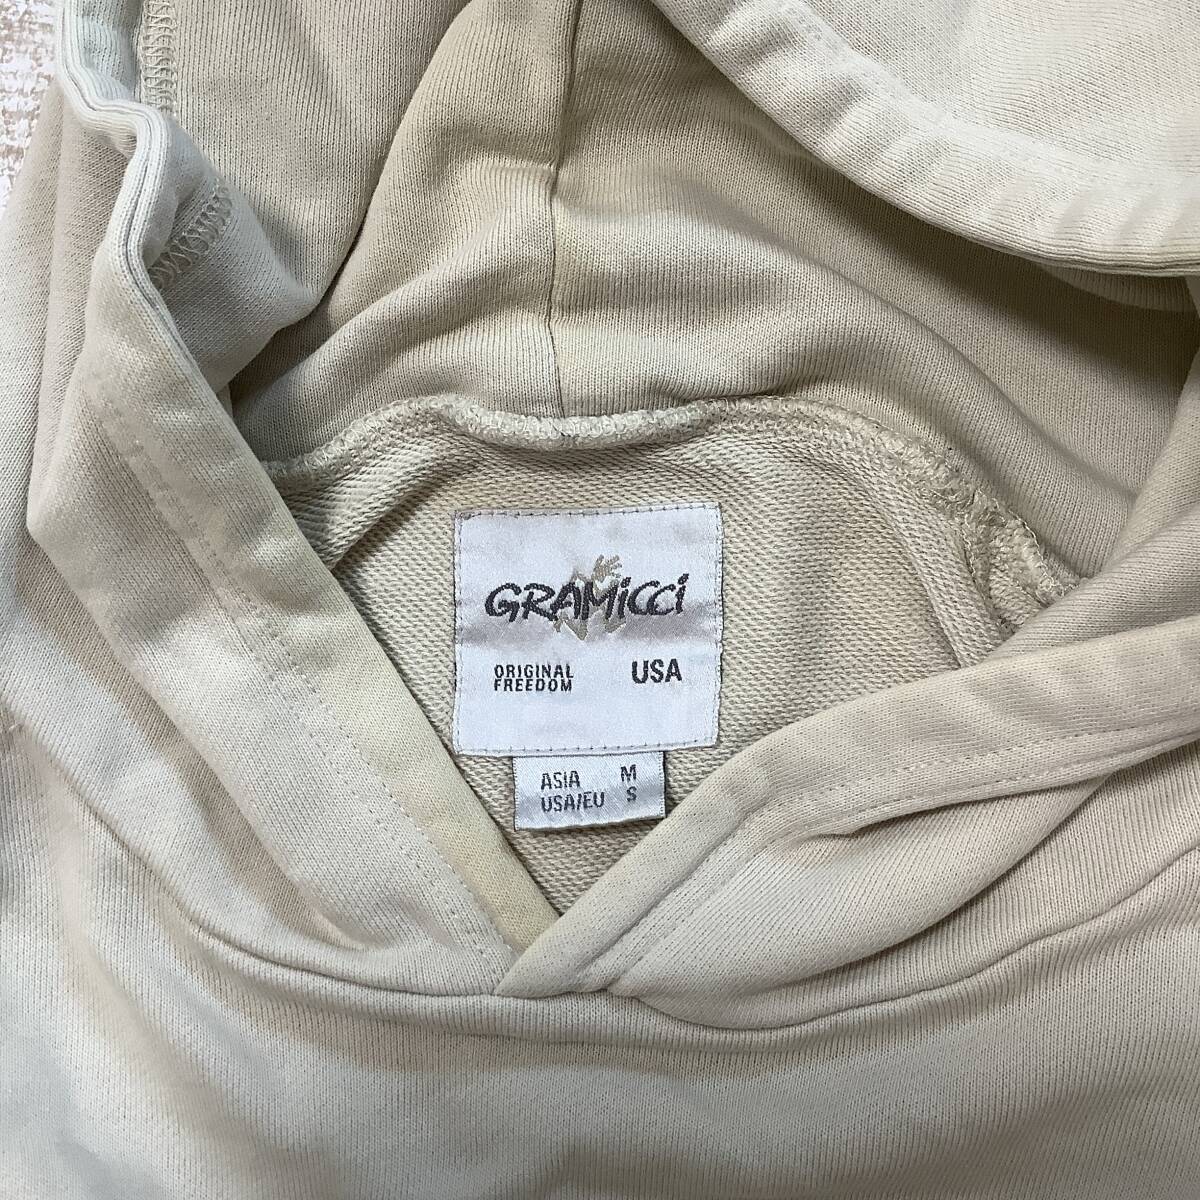 GRAMiCCi
ORIGINAL FREEDOM USA
ASIA M
USA/EU S